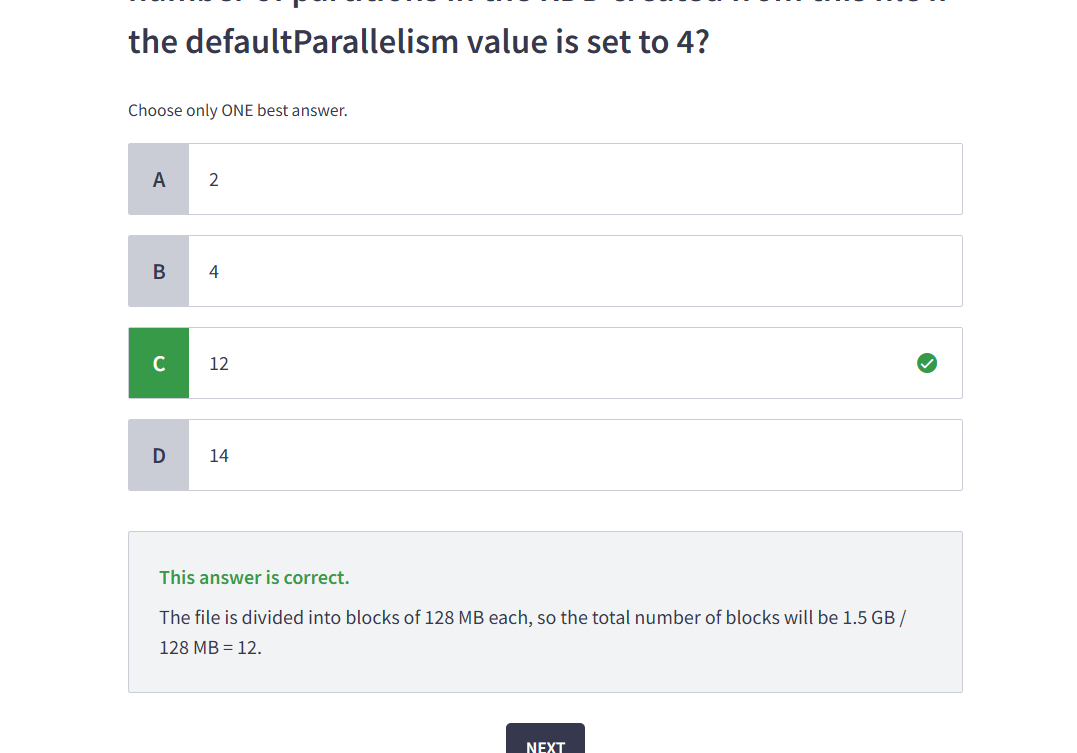 the defaultParallelism value is set to 4?
Choose only ONE best answer.
A 2
B 4
C 12
D 14
This answer is correct.
The file is divided into blocks of 128 MB each, so the total number of blocks will be 1.5 GB /
128 MB = 12.
NEXT